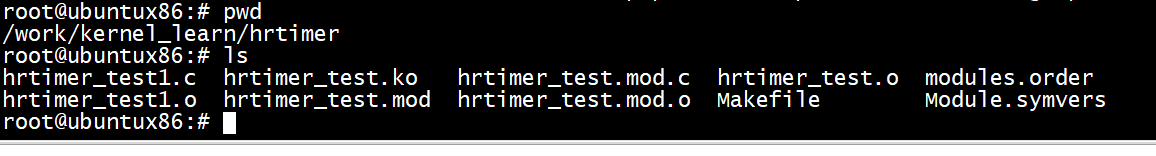 root@ubuntux86:# pwd
/work/kernel_learn/hrtimer
root@ubuntux86:# ls
hrtimer_test1.c  hrtimer_test.ko   hrtimer_test.mod.c  hrtimer_test.o  modules.order
hrtimer_test1.o  hrtimer_test.mod  hrtimer_test.mod.o  Makefile        Module.symvers
root@ubuntux86:#